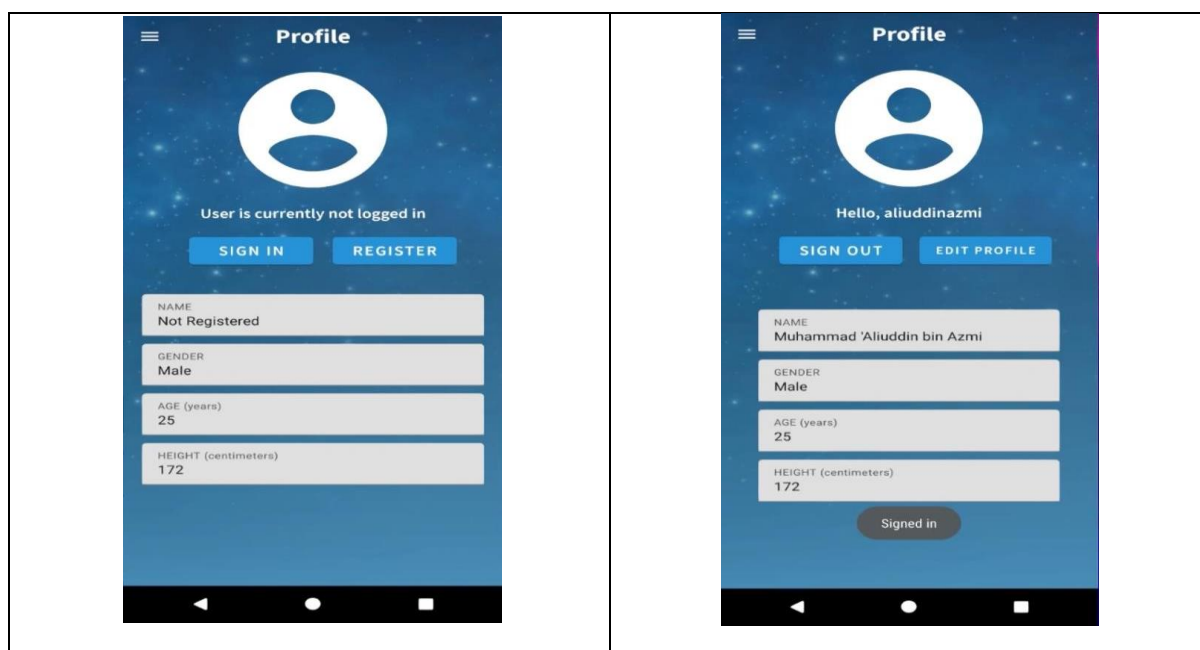 Profile
User is currently not logged in
SIGN IN REGISTER
NAME
Not Registered
GENDER
Male
AGE (years)
25
HEIGHT (centimeters)
172
Profile
Hello, aliuddinazmi
SIGN OUT EDIT PROFILE
NAME
Muhammad 'Aliuddin bin Azmi
GENDER
Male
AGE (years)
25
HEIGHT (centimeters)
172
Signed in